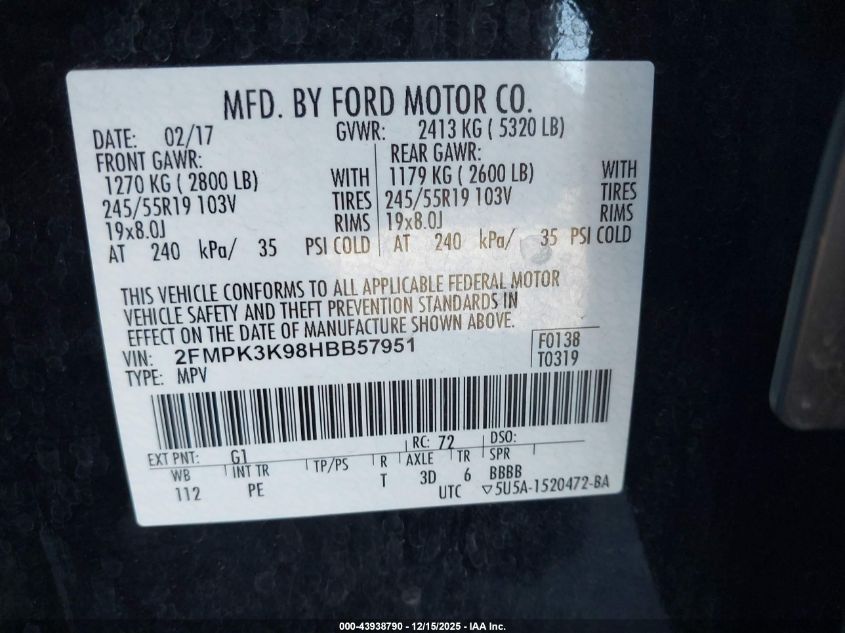 MFD. BY FORD MOTOR CO.
DATE: 02/17 GVWR: 2413 KG ( 5320 LB)
FRONT GAWR: REAR GAWR:
1270 KG ( 2800 LB) WITH 1179 KG ( 2600 LB) WITH
245/55R19 103V TIRES 245/55R19 103V TIRES
19x8.0J RIMS 19x8.0J RIMS
AT 240 kPa/ 35 PSI COLD AT 240 kPa/ 35 PSI COLD
THIS VEHICLE CONFORMS TO ALL APPLICABLE FEDERAL MOTOR
VEHICLE SAFETY AND THEFT PREVENTION STANDARDS IN
EFFECT ON THE DATE OF MANUFACTURE SHOWN ABOVE.
VIN: 2FMPK3K98HBB57951 F0138
TYPE: MPV T0319
EXT PNT: G1 RC: 72 DSO:
WB INT TR TP/PS R AXLE TR SPR
112 PE T 3D 6 BBBB
UTC ▽5U5A-1520472-BA
000-43938790 - 12/15/2025 - IAA Inc.